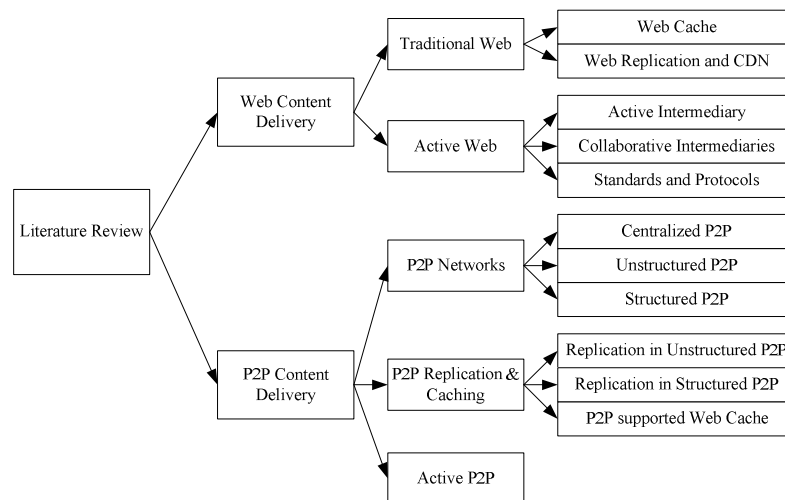 Literature Review
Web Content
Delivery
Traditional Web
Web Cache
Web Replication and CDN
Active Web
Active Intermediary
Collaborative Intermediaries
Standards and Protocols
P2P Content
Delivery
P2P Networks
Centralized P2P
Unstructured P2P
Structured P2P
P2P Replication &
Caching
Replication in Unstructured P2P
Replication in Structured P2P
P2P supported Web Cache
Active P2P